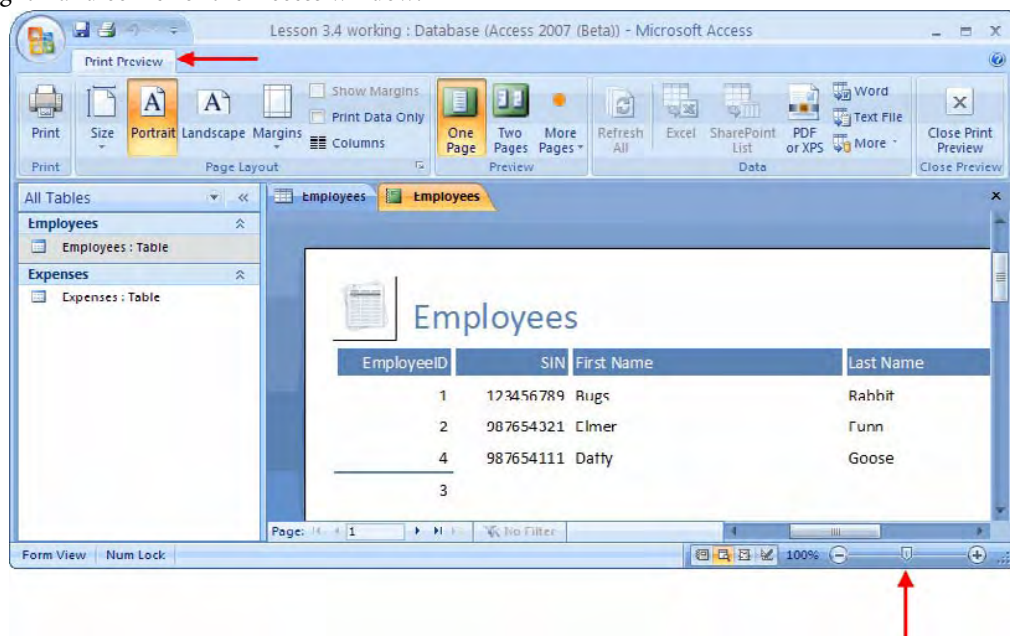 Lesson 3.4 working : Database (Access 2007 (Beta)) - Microsoft Access
Print Preview
Print
Size
Portrait
Landscape
Margins
Show Margins
Print Data Only
Columns
One Page
Two Pages
More Pages
Refresh All
Excel
SharePoint List
PDF or XPS
Word
Text File
More
Close Print Preview
Print
Page Layout
Preview
Data
Close Preview
All Tables
Employees
Employees : Table
Expenses
Expenses : Table
Employees
Employees
Employees
EmployeeID SIN First Name Last Name
1 123456789 Bugs Rabbit
2 987654321 Elmer Funn
4 987654111 Daffy Goose
3
Page: 1 No Filter
Form View Num Lock 100%